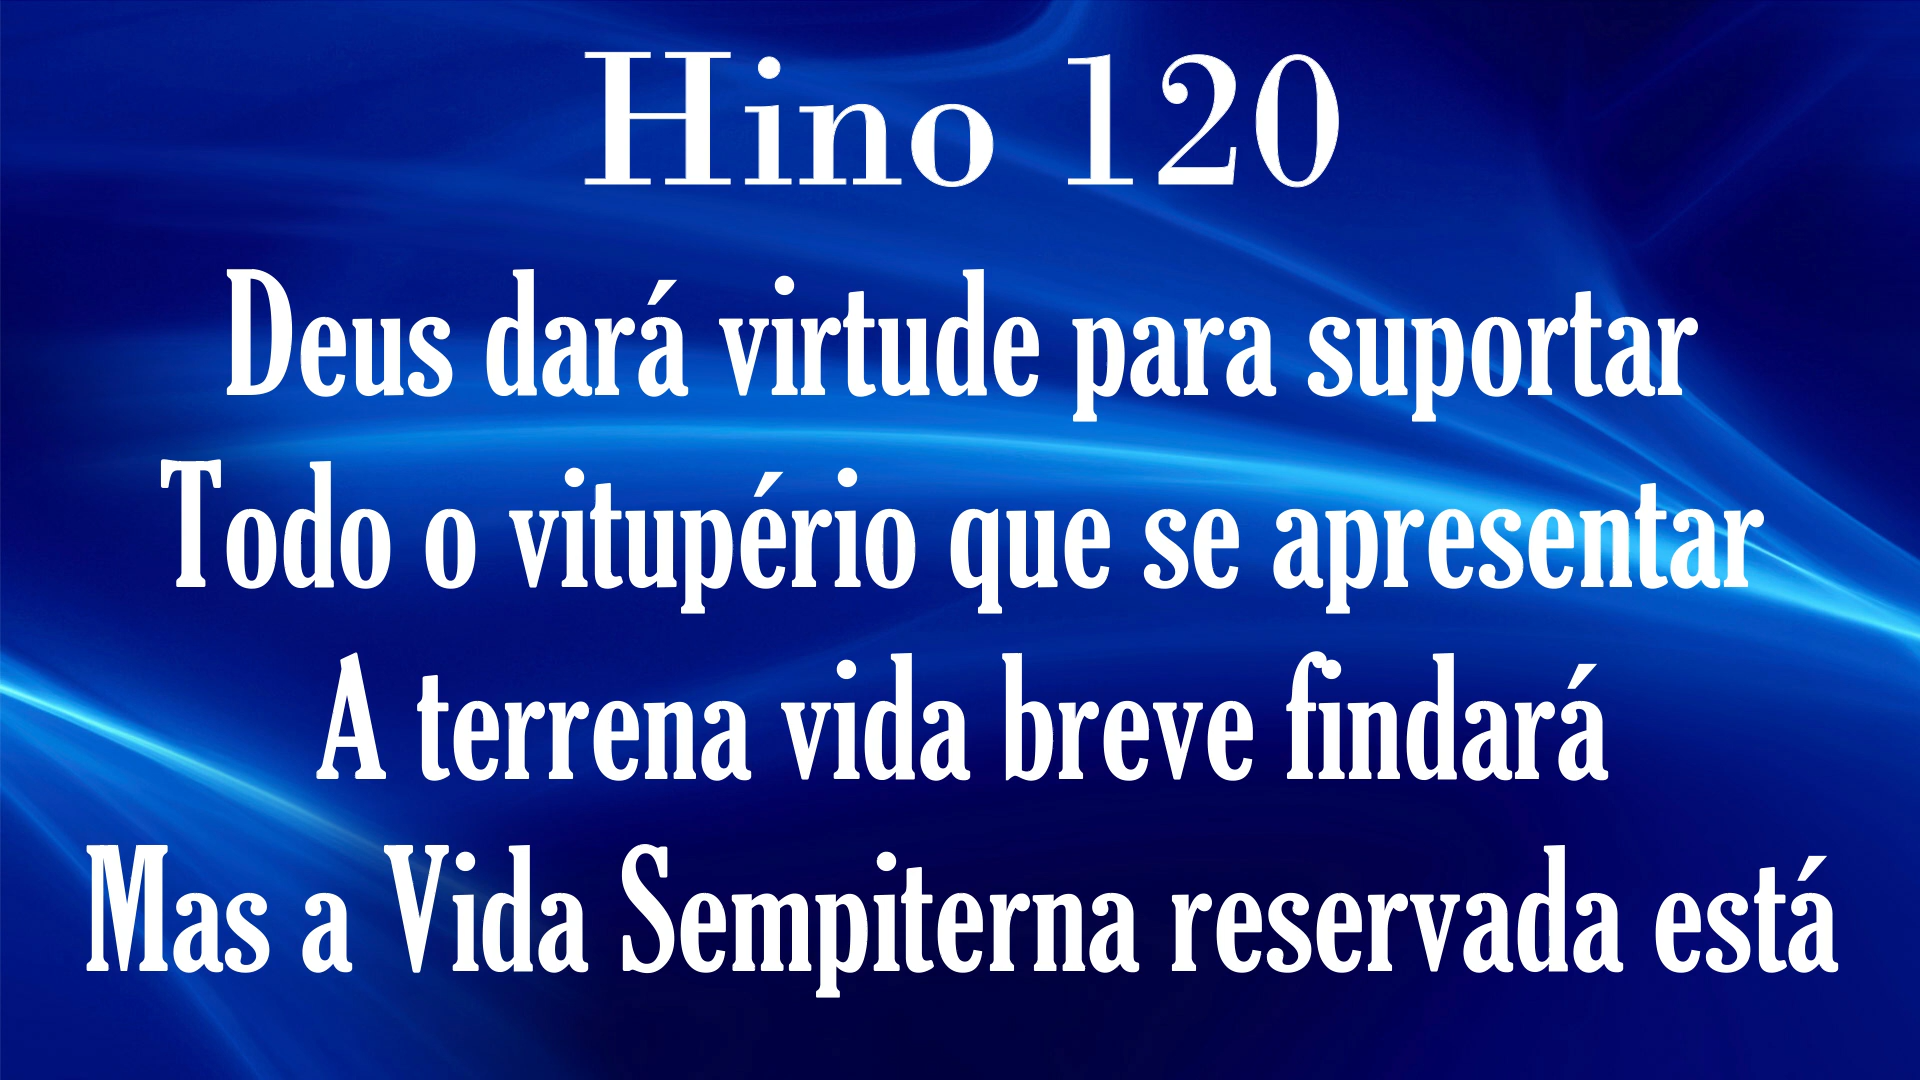 Hino 120
Deus dará virtude para suportar
Todo o vitupério que se apresentar
A terrena vida breve findará
Mas a Vida Sempiterna reservada está